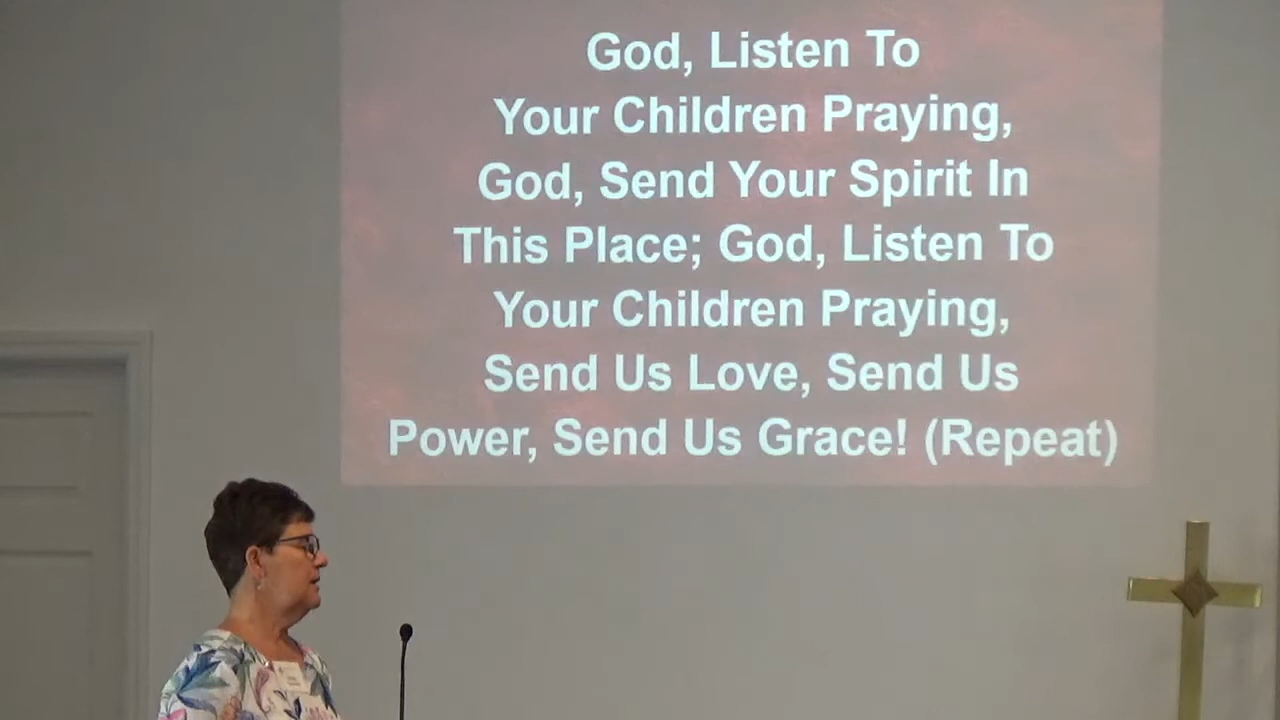 God, Listen To
Your Children Praying,
God, Send Your Spirit In
This Place; God, Listen To
Your Children Praying,
Send Us Love, Send Us
Power, Send Us Grace! (Repeat)